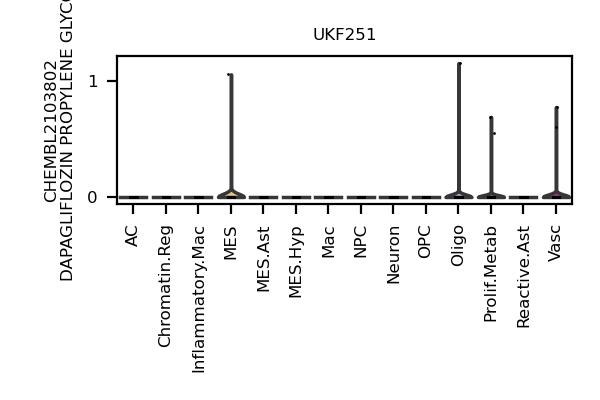 UKF251
CHEMBL2103802
DAPAGLIFLOZIN PROPYLENE GLYCO
1
0
AC
Chromatin.Reg
Inflammatory.Mac
MES
MES.Ast
MES.Hyp
Mac
NPC
Neuron
OPC
Oligo
Prolif.Metab
Reactive.Ast
Vasc